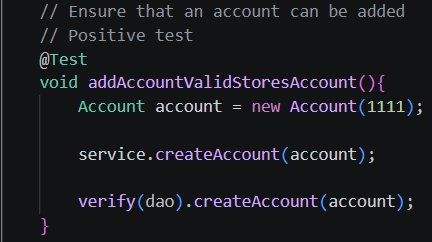 // Ensure that an account can be added
// Positive test
@Test
void addAccountValidStoresAccount(){
    Account account = new Account(1111);

    service.createAccount(account);

    verify(dao).createAccount(account);
}